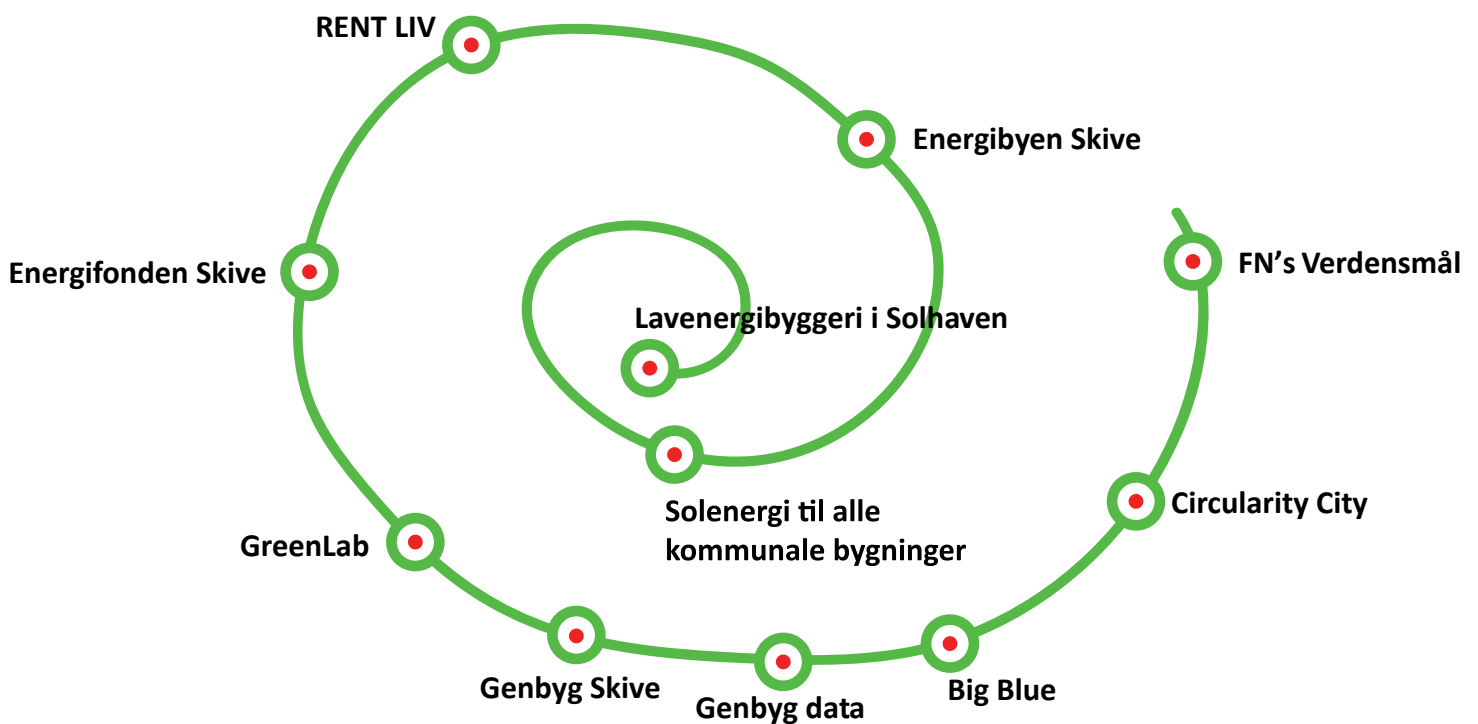 RENT LIV
Energibyen Skive
Energifonden Skive
FN’s Verdensmål
Lavenergibyggeri i Solhaven
Solenergi til alle
kommunale bygninger
Circularity City
GreenLab
Genbyg Skive
Genbyg data
Big Blue